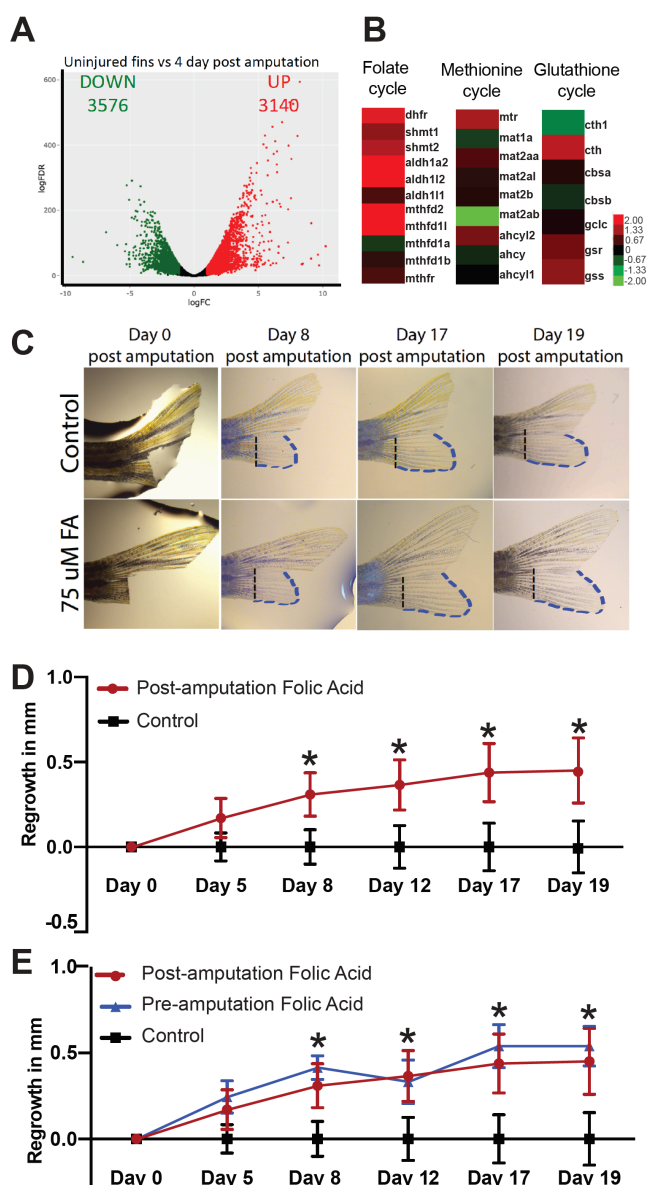 A
Uninjured fins vs 4 day post amputation
DOWN
3576
UP
3140
600
400
200
0
logFDR
-10
-5
0
5
10
logFC
B
Folate
cycle
Methionine
cycle
Glutathione
cycle
dhfr
shmt1
shmt2
aldh1a2
aldh1l2
aldh1l1
mthfd2
mthfd1l
mthfd1a
mthfd1b
mthfr
mtr
mat1a
mat2aa
mat2al
mat2b
mat2ab
ahcyl2
ahcy
ahcyl1
cth1
cth
cbsa
cbsb
gclc
gsr
gss
2.00
1.33
0.67
0
-0.67
-1.33
-2.00
C
Day 0
post amputation
Day 8
post amputation
Day 17
post amputation
Day 19
post amputation
Control
75 uM FA
D
1.0
0.5
0.0
-0.5
Regrowth in mm
Post-amputation Folic Acid
Control
* * * *
Day 0 Day 5 Day 8 Day 12 Day 17 Day 19
E
1.0
0.5
0.0
Regrowth in mm
Post-amputation Folic Acid
Pre-amputation Folic Acid
Control
* * * *
Day 0 Day 5 Day 8 Day 12 Day 17 Day 19